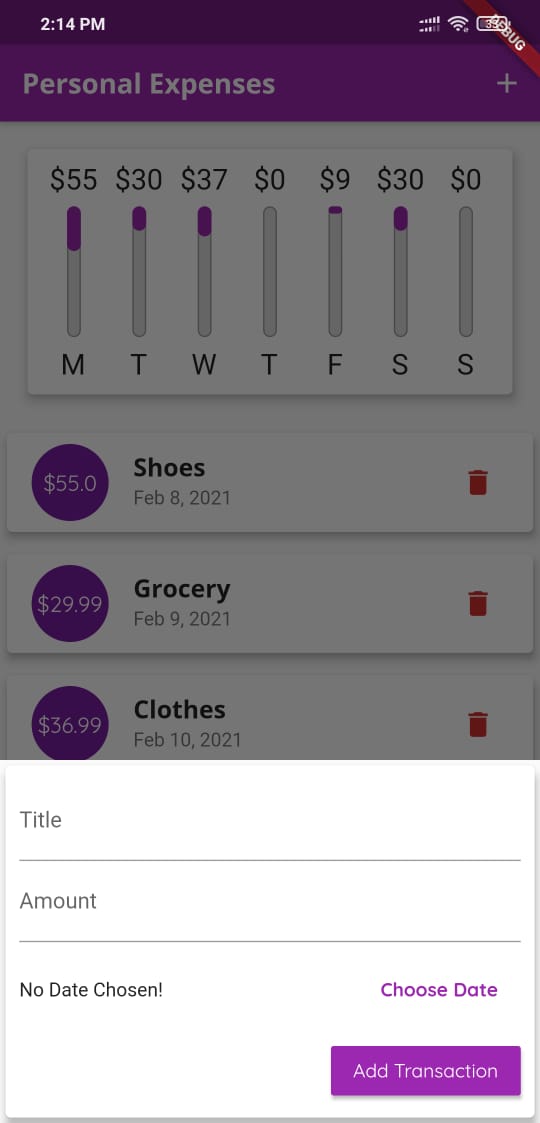 2:14 PM
33
DEBUG
Personal Expenses
$55 $30 $37 $0 $9 $30 $0
M T W T F S S
$55.0
Shoes
Feb 8, 2021
$29.99
Grocery
Feb 9, 2021
$36.99
Clothes
Feb 10, 2021
Title
Amount
No Date Chosen!
Choose Date
Add Transaction